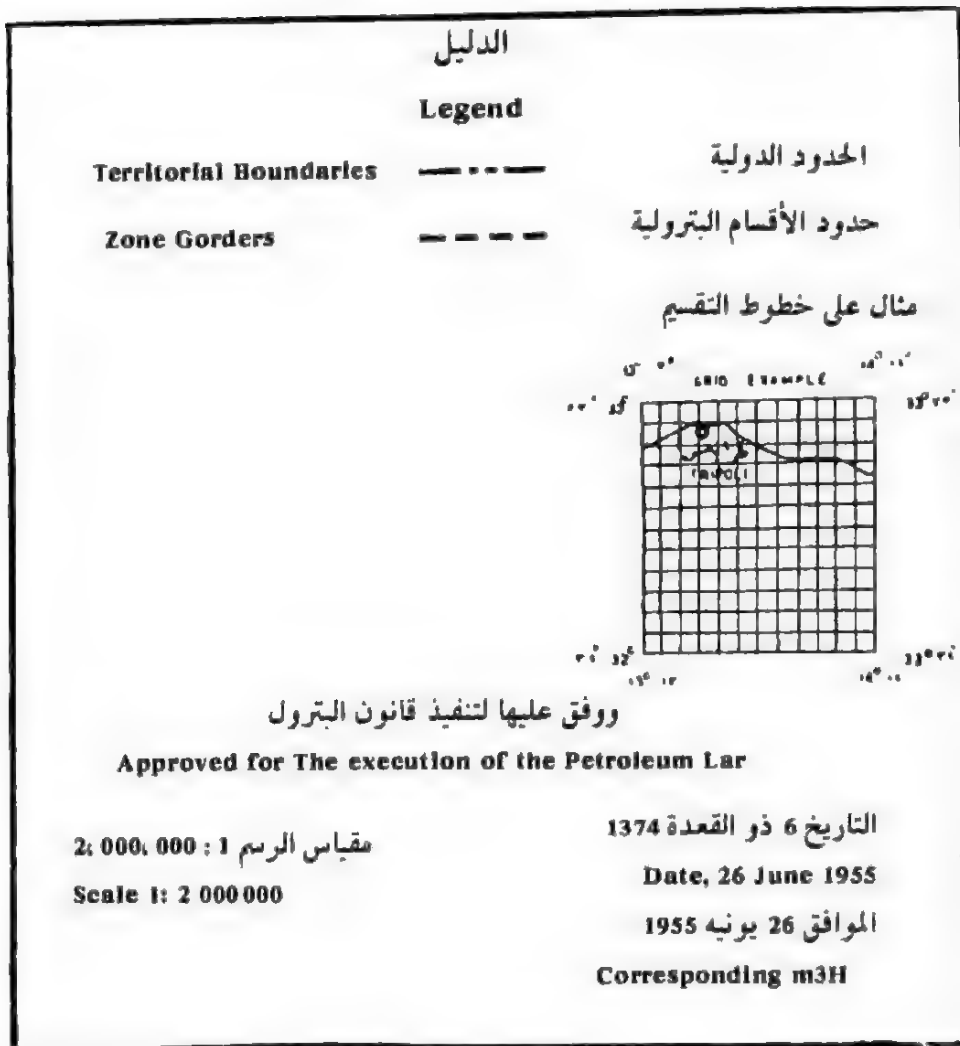 الدليل
Legend
Territorial Boundaries الحدود الدولية
Zone Gorders حدود الأقسام البترولية
مثال على خطوط التقسيم
GRID EXAMPLE
TRIPOLI
ووفق عليها لتنفيذ قانون البترول
Approved for The execution of the Petroleum Lar
مقياس الرسم 1 : 2،000،000
Scale 1: 2 000 000
التاريخ 6 ذو القعدة 1374
Date, 26 June 1955
الموافق 26 يونيه 1955
Corresponding m3H